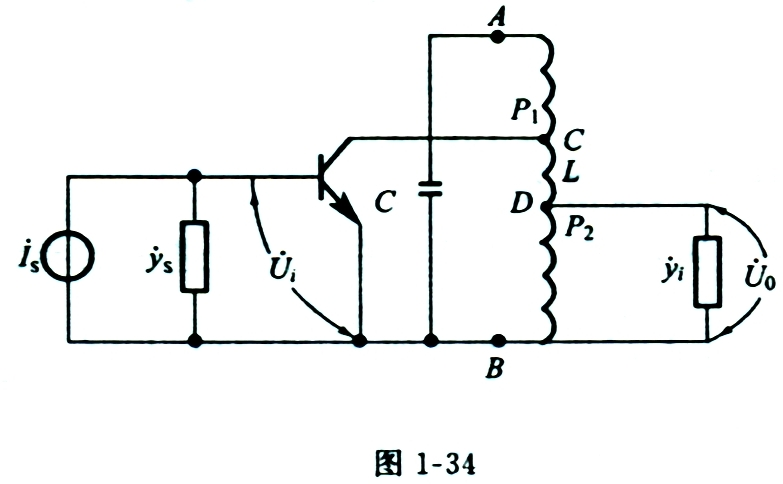 A
P₁
C
L
C
D
P₂
İₛ
ẏₛ
U̇ᵢ
ẏᵢ
U̇₀
B
图 1-34